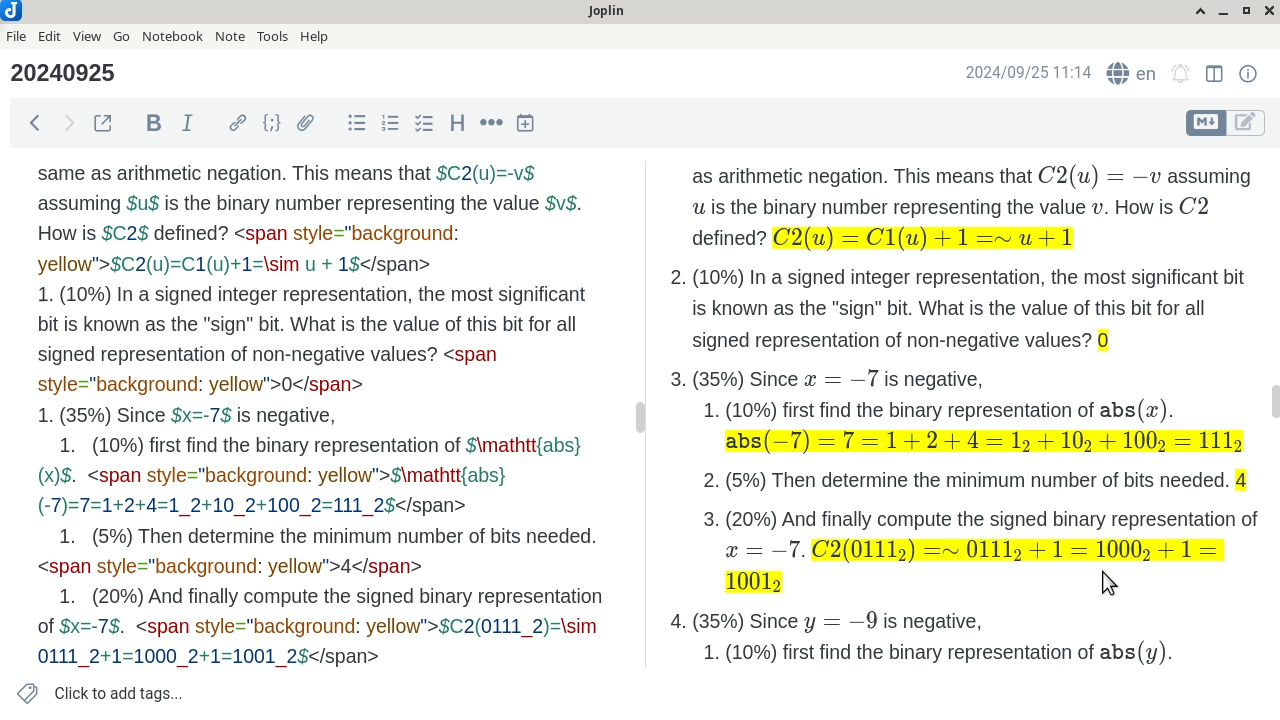 Joplin
File Edit View Go Notebook Note Tools Help
20240925
2024/09/25 11:14 en
B I {;} H ••• M↓
same as arithmetic negation. This means that $C2(u)=-v$
assuming $u$ is the binary number representing the value $v$.
How is $C2$ defined? <span style="background:
yellow">$C2(u)=C1(u)+1=\sim u + 1$</span>
1. (10%) In a signed integer representation, the most significant
bit is known as the "sign" bit. What is the value of this bit for all
signed representation of non-negative values? <span
style="background: yellow">0</span>
1. (35%) Since $x=-7$ is negative,
1. (10%) first find the binary representation of $\mathtt{abs}
(x)$. <span style="background: yellow">$\mathtt{abs}
(-7)=7=1+2+4=1_2+10_2+100_2=111_2$</span>
1. (5%) Then determine the minimum number of bits needed.
<span style="background: yellow">4</span>
1. (20%) And finally compute the signed binary representation
of $x=-7$. <span style="background: yellow">$C2(0111_2)=\sim
0111_2+1=1000_2+1=1001_2$</span>
as arithmetic negation. This means that C2(u) = −v assuming
u is the binary number representing the value v. How is C2
defined? C2(u) = C1(u) + 1 =∼ u + 1
2. (10%) In a signed integer representation, the most significant bit
is known as the "sign" bit. What is the value of this bit for all
signed representation of non-negative values? 0
3. (35%) Since x = −7 is negative,
1. (10%) first find the binary representation of abs(x).
abs(−7) = 7 = 1 + 2 + 4 = 1₂ + 10₂ + 100₂ = 111₂
2. (5%) Then determine the minimum number of bits needed. 4
3. (20%) And finally compute the signed binary representation of
x = −7. C2(0111₂) =∼ 0111₂ + 1 = 1000₂ + 1 =
1001₂
4. (35%) Since y = −9 is negative,
1. (10%) first find the binary representation of abs(y).
Click to add tags...